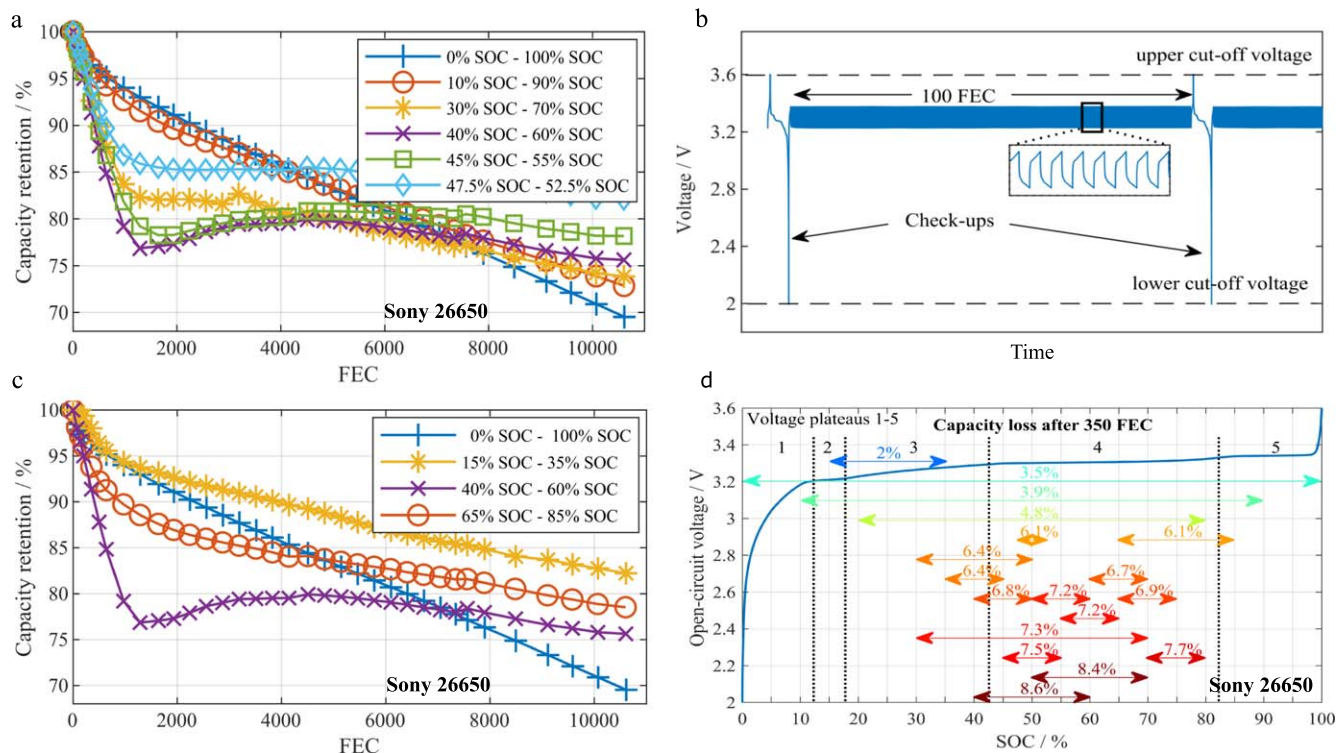 a
Capacity retention / %
100
95
90
85
80
75
70
0% SOC - 100% SOC
10% SOC - 90% SOC
30% SOC - 70% SOC
40% SOC - 60% SOC
45% SOC - 55% SOC
47.5% SOC - 52.5% SOC
Sony 26650
0 2000 4000 6000 8000 10000
FEC
b
Voltage / V
3.6
3.2
2.8
2.4
2
upper cut-off voltage
100 FEC
Check-ups
lower cut-off voltage
Time
c
Capacity retention / %
100
95
90
85
80
75
70
0% SOC - 100% SOC
15% SOC - 35% SOC
40% SOC - 60% SOC
65% SOC - 85% SOC
Sony 26650
0 2000 4000 6000 8000 10000
FEC
d
Open-circuit voltage / V
3.6
3.4
3.2
3.0
2.8
2.6
2.4
2.2
2
Voltage plateaus 1-5
Capacity loss after 350 FEC
1 2 3 4 5
2%
3.5%
3.9%
4.8%
6.1% 6.1%
6.4%
6.4% 6.7%
6.8% 7.2% 6.9%
7.2%
7.3%
7.5% 7.7%
8.4%
8.6%
Sony 26650
0 10 20 30 40 50 60 70 80 90 100
SOC / %